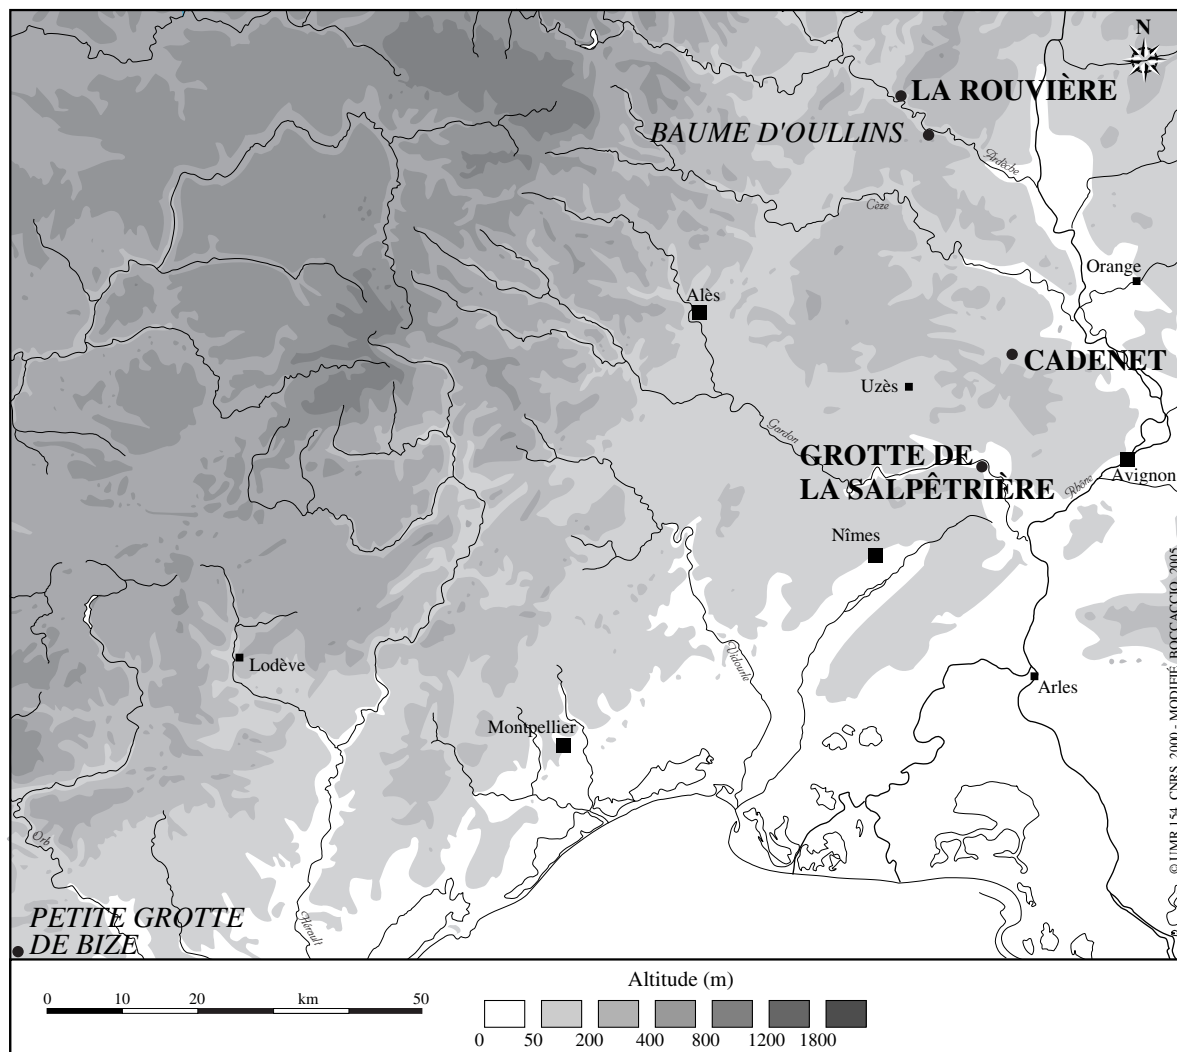 N
LA ROUVIÈRE
BAUME D'OULLINS
Ardèche
Cèze
Orange
Alès
CADENET
Uzès
Gardon
GROTTE DE
LA SALPÊTRIÈRE
Avignon
Rhône
Nîmes
Vidourle
Lodève
Arles
Montpellier
Orb
Hérault
PETITE GROTTE
DE BIZE
© UMR 154, CNRS, 2000 - MODIFIÉ, BOCCACCIO, 2005
Altitude (m)
0 10 20 km 50
0 50 200 400 800 1200 1800